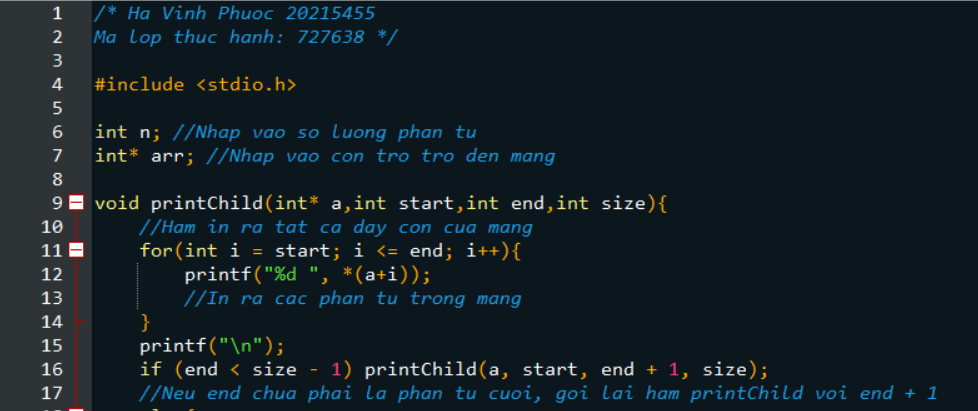 1 /* Ha Vinh Phuoc 20215455
2 Ma lop thuc hanh: 727638 */
3
4 #include <stdio.h>
5
6 int n; //Nhap vao so luong phan tu
7 int* arr; //Nhap vao con tro tro den mang
8
9 void printChild(int* a,int start,int end,int size){
10 //Ham in ra tat ca day con cua mang
11 for(int i = start; i <= end; i++){
12 printf("%d ", *(a+i));
13 //In ra cac phan tu trong mang
14 }
15 printf("\n");
16 if (end < size - 1) printChild(a, start, end + 1, size);
17 //Neu end chua phai la phan tu cuoi, goi lai ham printChild voi end + 1